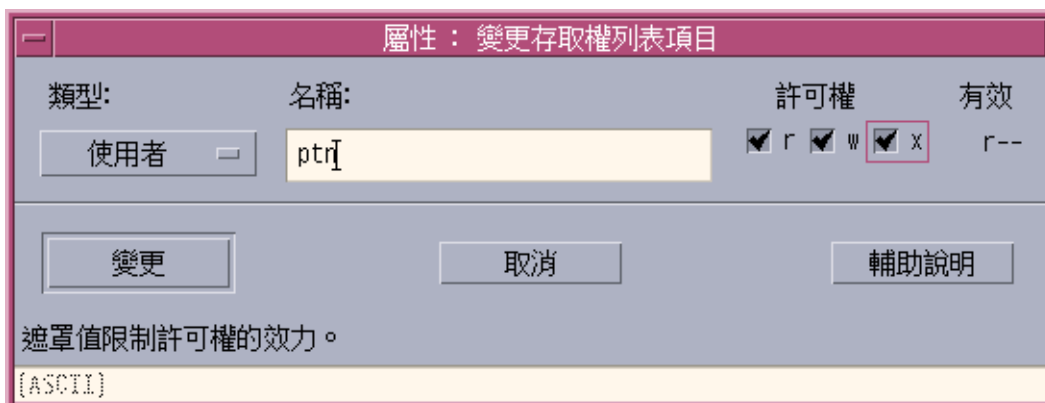 屬性 : 變更存取權列表項目
類型: 名稱: 許可權 有效
使用者 ptn r w x r--
變更 取消 輔助說明
遮罩值限制許可權的效力。
[ASCII]